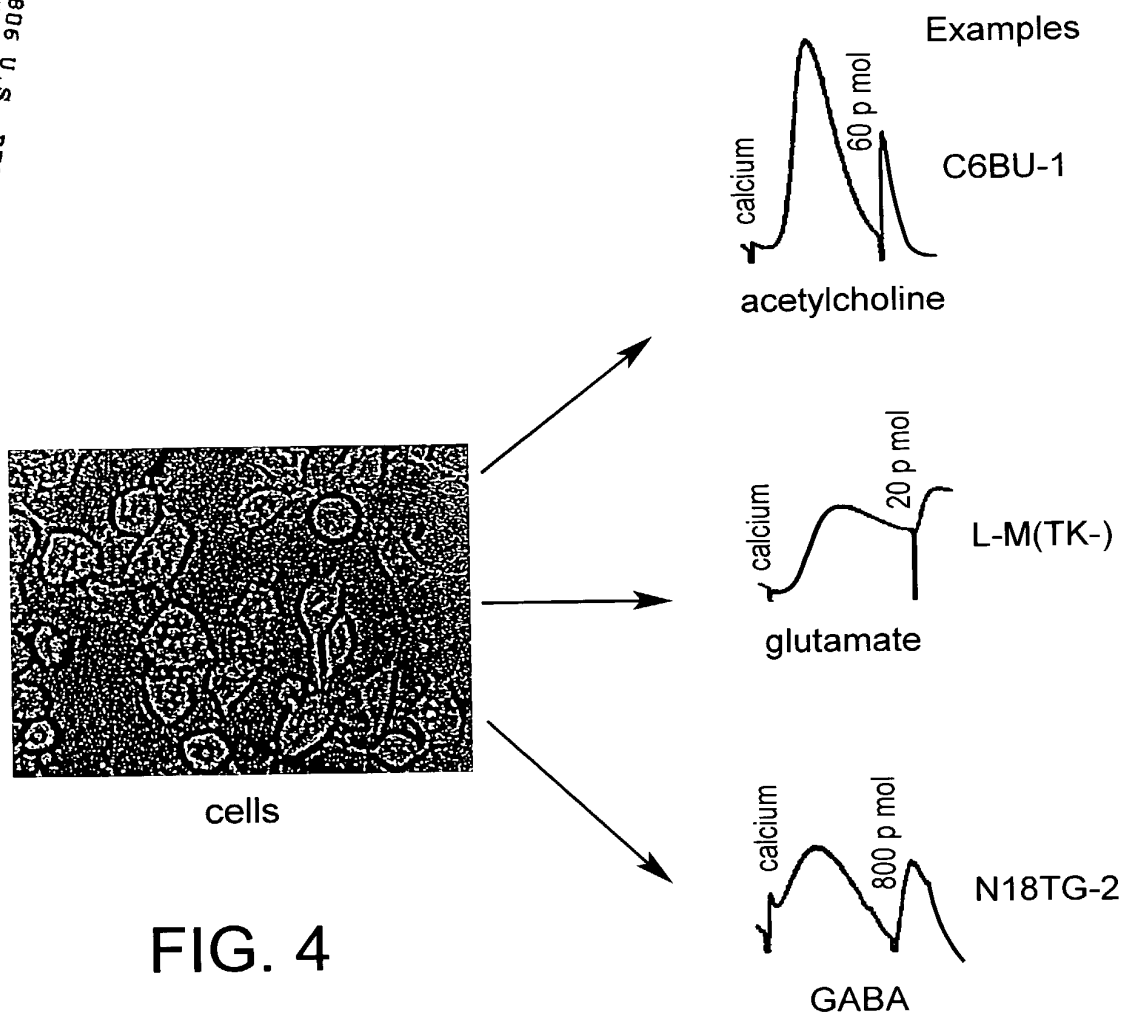 806 U.S.
Examples
calcium
60 p mol
C6BU-1
acetylcholine
calcium
20 p mol
L-M(TK-)
glutamate
cells
calcium
800 p mol
N18TG-2
GABA
FIG. 4